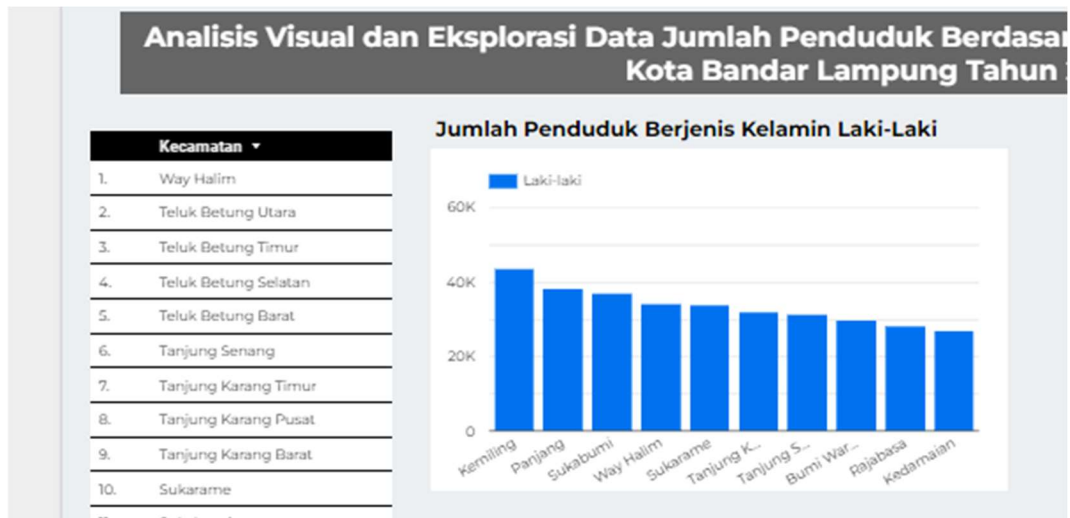 Analisis Visual dan Eksplorasi Data Jumlah Penduduk Berdasar
Kota Bandar Lampung Tahun
Kecamatan
1. Way Halim
2. Teluk Betung Utara
3. Teluk Betung Timur
4. Teluk Betung Selatan
5. Teluk Betung Barat
6. Tanjung Senang
7. Tanjung Karang Timur
8. Tanjung Karang Pusat
9. Tanjung Karang Barat
10. Sukarame
Jumlah Penduduk Berjenis Kelamin Laki-Laki
Laki-laki
60K
40K
20K
0
Kemiling
Panjang
Sukabumi
Way Halim
Sukarame
Tanjung K...
Tanjung S...
Bumi War...
Rajabasa
Kedamaian